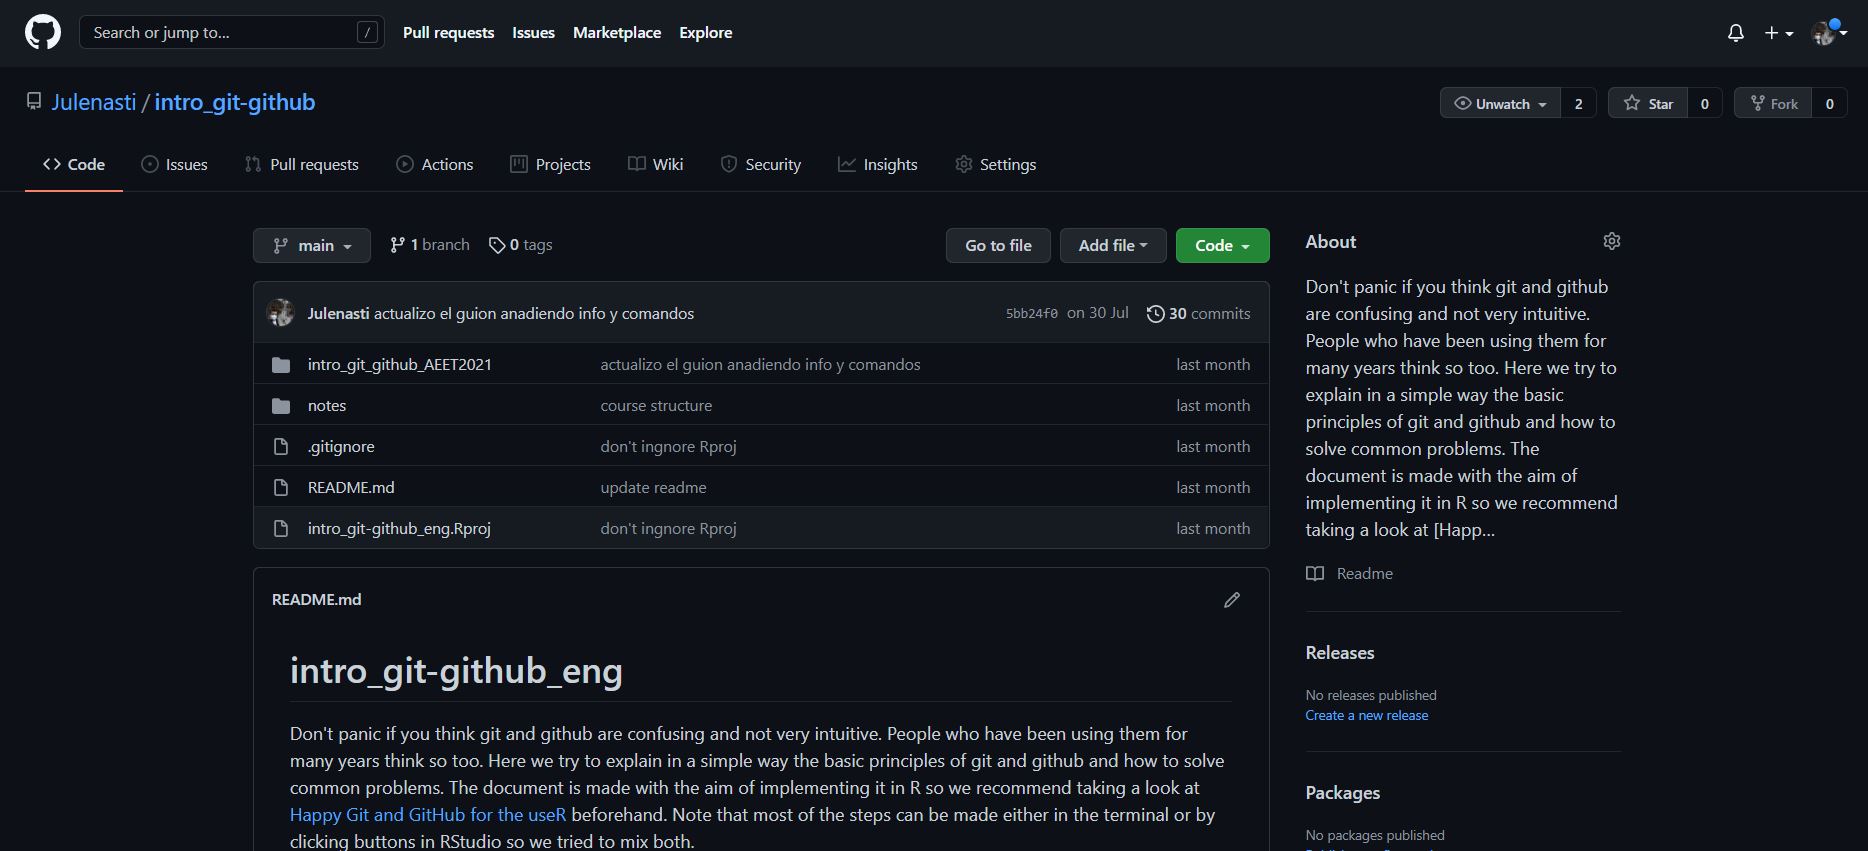 Search or jump to... /
Pull requests Issues Marketplace Explore
Julenasti / intro_git-github
Unwatch 2 Star 0 Fork 0
Code Issues Pull requests Actions Projects Wiki Security Insights Settings
main 1 branch 0 tags Go to file Add file Code
Julenasti actualizo el guion anadiendo info y comandos 5bb24f0 on 30 Jul 30 commits
intro_git_github_AEET2021 actualizo el guion anadiendo info y comandos last month
notes course structure last month
.gitignore don't ingnore Rproj last month
README.md update readme last month
intro_git-github_eng.Rproj don't ingnore Rproj last month
README.md
intro_git-github_eng
Don't panic if you think git and github are confusing and not very intuitive. People who have been using them for
many years think so too. Here we try to explain in a simple way the basic principles of git and github and how to solve
common problems. The document is made with the aim of implementing it in R so we recommend taking a look at
Happy Git and GitHub for the useR beforehand. Note that most of the steps can be made either in the terminal or by
clicking buttons in RStudio so we tried to mix both.
About
Don't panic if you think git and github
are confusing and not very intuitive.
People who have been using them for
many years think so too. Here we try to
explain in a simple way the basic
principles of git and github and how to
solve common problems. The
document is made with the aim of
implementing it in R so we recommend
taking a look at [Happ...
Readme
Releases
No releases published
Create a new release
Packages
No packages published